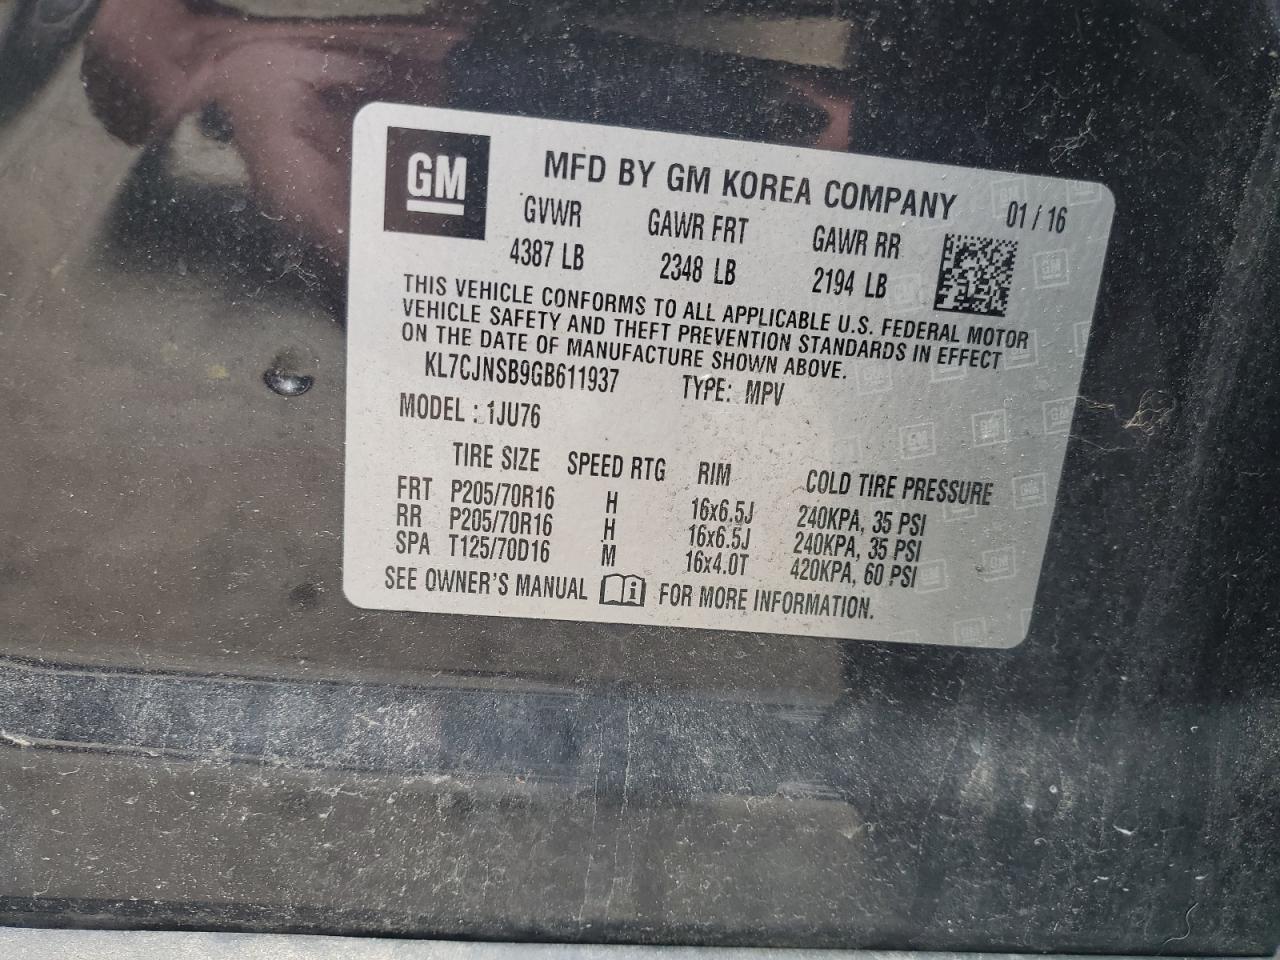 GM
MFD BY GM KOREA COMPANY 01 / 16
GVWR GAWR FRT GAWR RR
4387 LB 2348 LB 2194 LB
THIS VEHICLE CONFORMS TO ALL APPLICABLE U.S. FEDERAL MOTOR
VEHICLE SAFETY AND THEFT PREVENTION STANDARDS IN EFFECT
ON THE DATE OF MANUFACTURE SHOWN ABOVE.
KL7CJNSB9GB611937 TYPE: MPV
MODEL : 1JU76
TIRE SIZE SPEED RTG RIM COLD TIRE PRESSURE
FRT P205/70R16 H 16x6.5J 240KPA, 35 PSI
RR P205/70R16 H 16x6.5J 240KPA, 35 PSI
SPA T125/70D16 M 16x4.0T 420KPA, 60 PSI
SEE OWNER'S MANUAL FOR MORE INFORMATION.